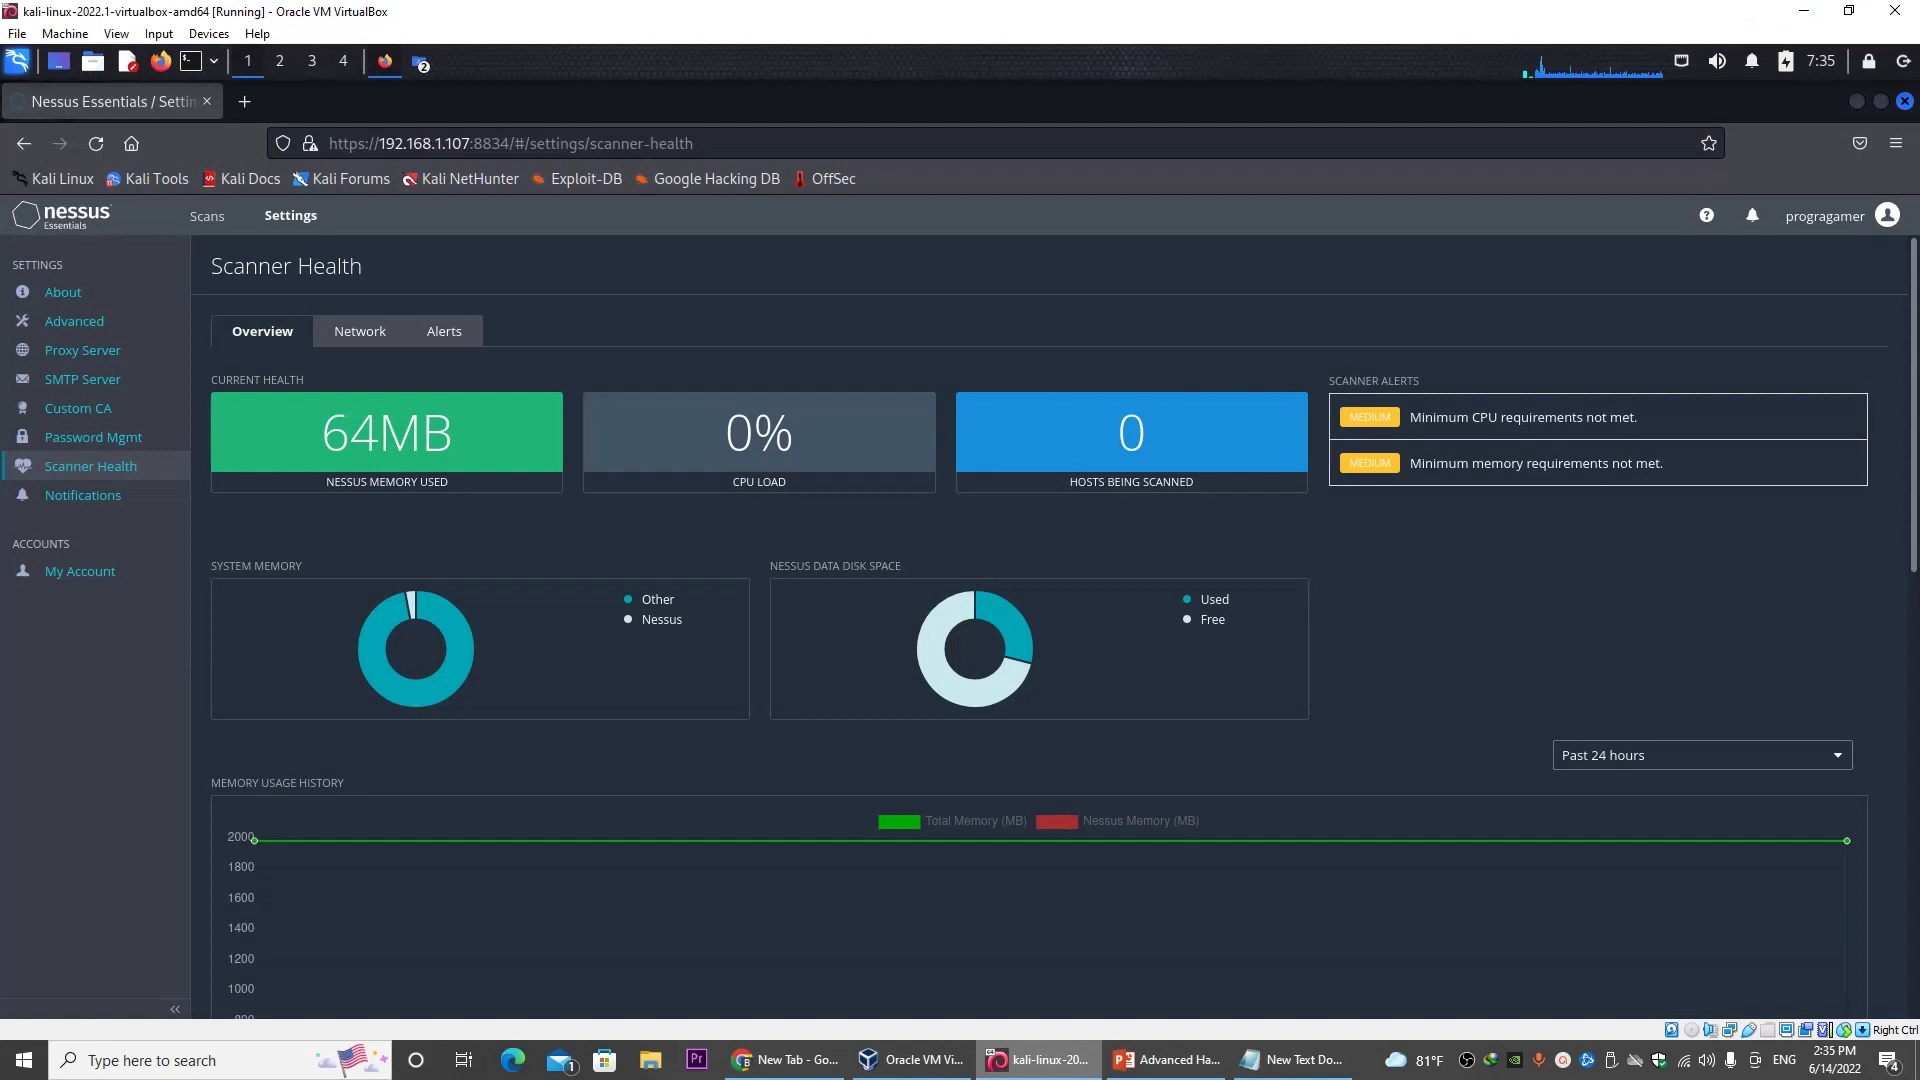 kali-linux-2022.1-virtualbox-amd64 [Running] - Oracle VM VirtualBox
File Machine View Input Devices Help
1 2 3 4 2 7:35
Nessus Essentials / Settin
https://192.168.1.107:8834/#/settings/scanner-health
Kali Linux Kali Tools Kali Docs Kali Forums Kali NetHunter Exploit-DB Google Hacking DB OffSec
nessus Essentials Scans Settings progragamer
SETTINGS
About
Advanced
Proxy Server
SMTP Server
Custom CA
Password Mgmt
Scanner Health
Notifications
ACCOUNTS
My Account
Scanner Health
Overview Network Alerts
CURRENT HEALTH
64MB
NESSUS MEMORY USED
0%
CPU LOAD
0
HOSTS BEING SCANNED
SCANNER ALERTS
MEDIUM Minimum CPU requirements not met.
MEDIUM Minimum memory requirements not met.
SYSTEM MEMORY
Other
Nessus
NESSUS DATA DISK SPACE
Used
Free
Past 24 hours
MEMORY USAGE HISTORY
Total Memory (MB) Nessus Memory (MB)
2000
1800
1600
1400
1200
1000
800
Right Ctrl
Type here to search
1
Pr
New Tab - Go...
Oracle VM Vi...
kali-linux-20...
Advanced Ha...
New Text Do...
81°F
ENG
2:35 PM
6/14/2022
4